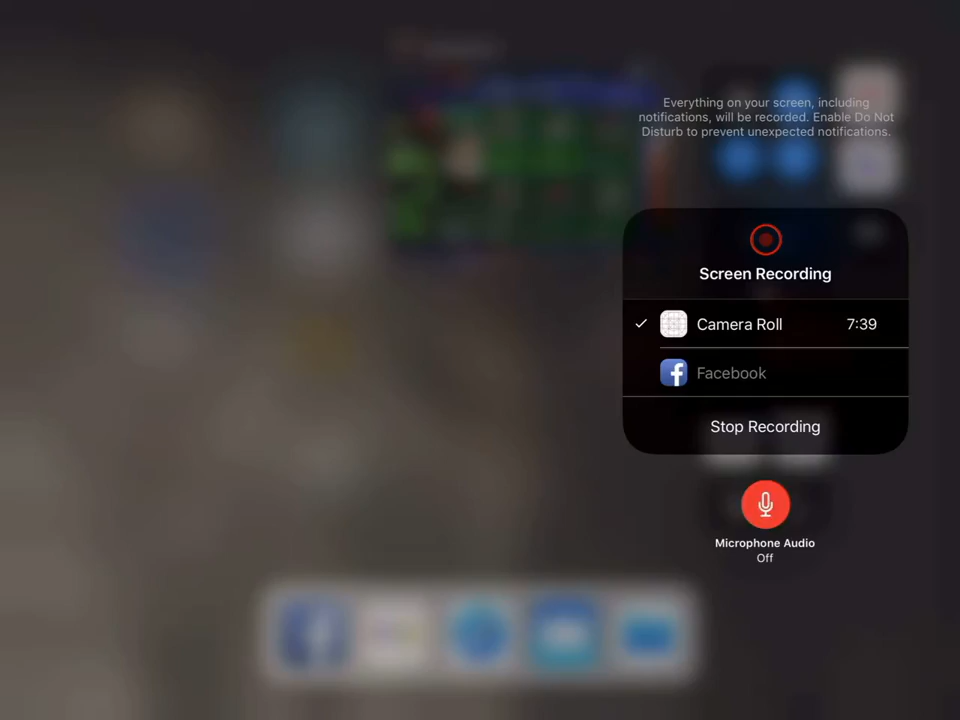 Everything on your screen, including
notifications, will be recorded. Enable Do Not
Disturb to prevent unexpected notifications.
Screen Recording
Camera Roll 7:39
Facebook
Stop Recording
Microphone Audio
Off